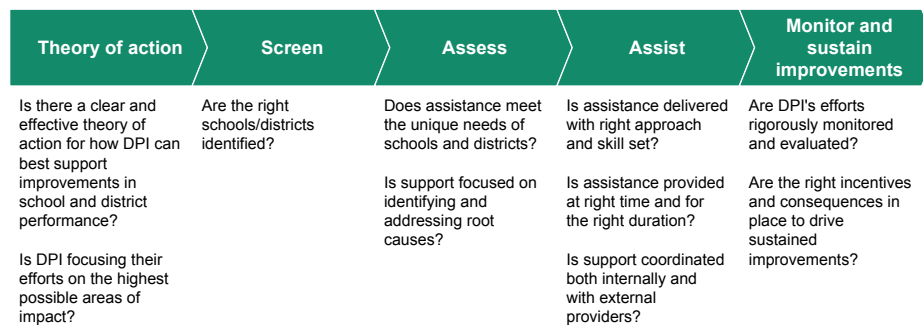 Theory of action
Screen
Assess
Assist
Monitor and
sustain
improvements
Is there a clear and
effective theory of
action for how DPI can
best support
improvements in
school and district
performance?
Is DPI focusing their
efforts on the highest
possible areas of
impact?
Are the right
schools/districts
identified?
Does assistance meet
the unique needs of
schools and districts?
Is support focused on
identifying and
addressing root
causes?
Is assistance delivered
with right approach
and skill set?
Is assistance provided
at right time and for
the right duration?
Is support coordinated
both internally and
with external
providers?
Are DPI's efforts
rigorously monitored
and evaluated?
Are the right incentives
and consequences in
place to drive
sustained
improvements?